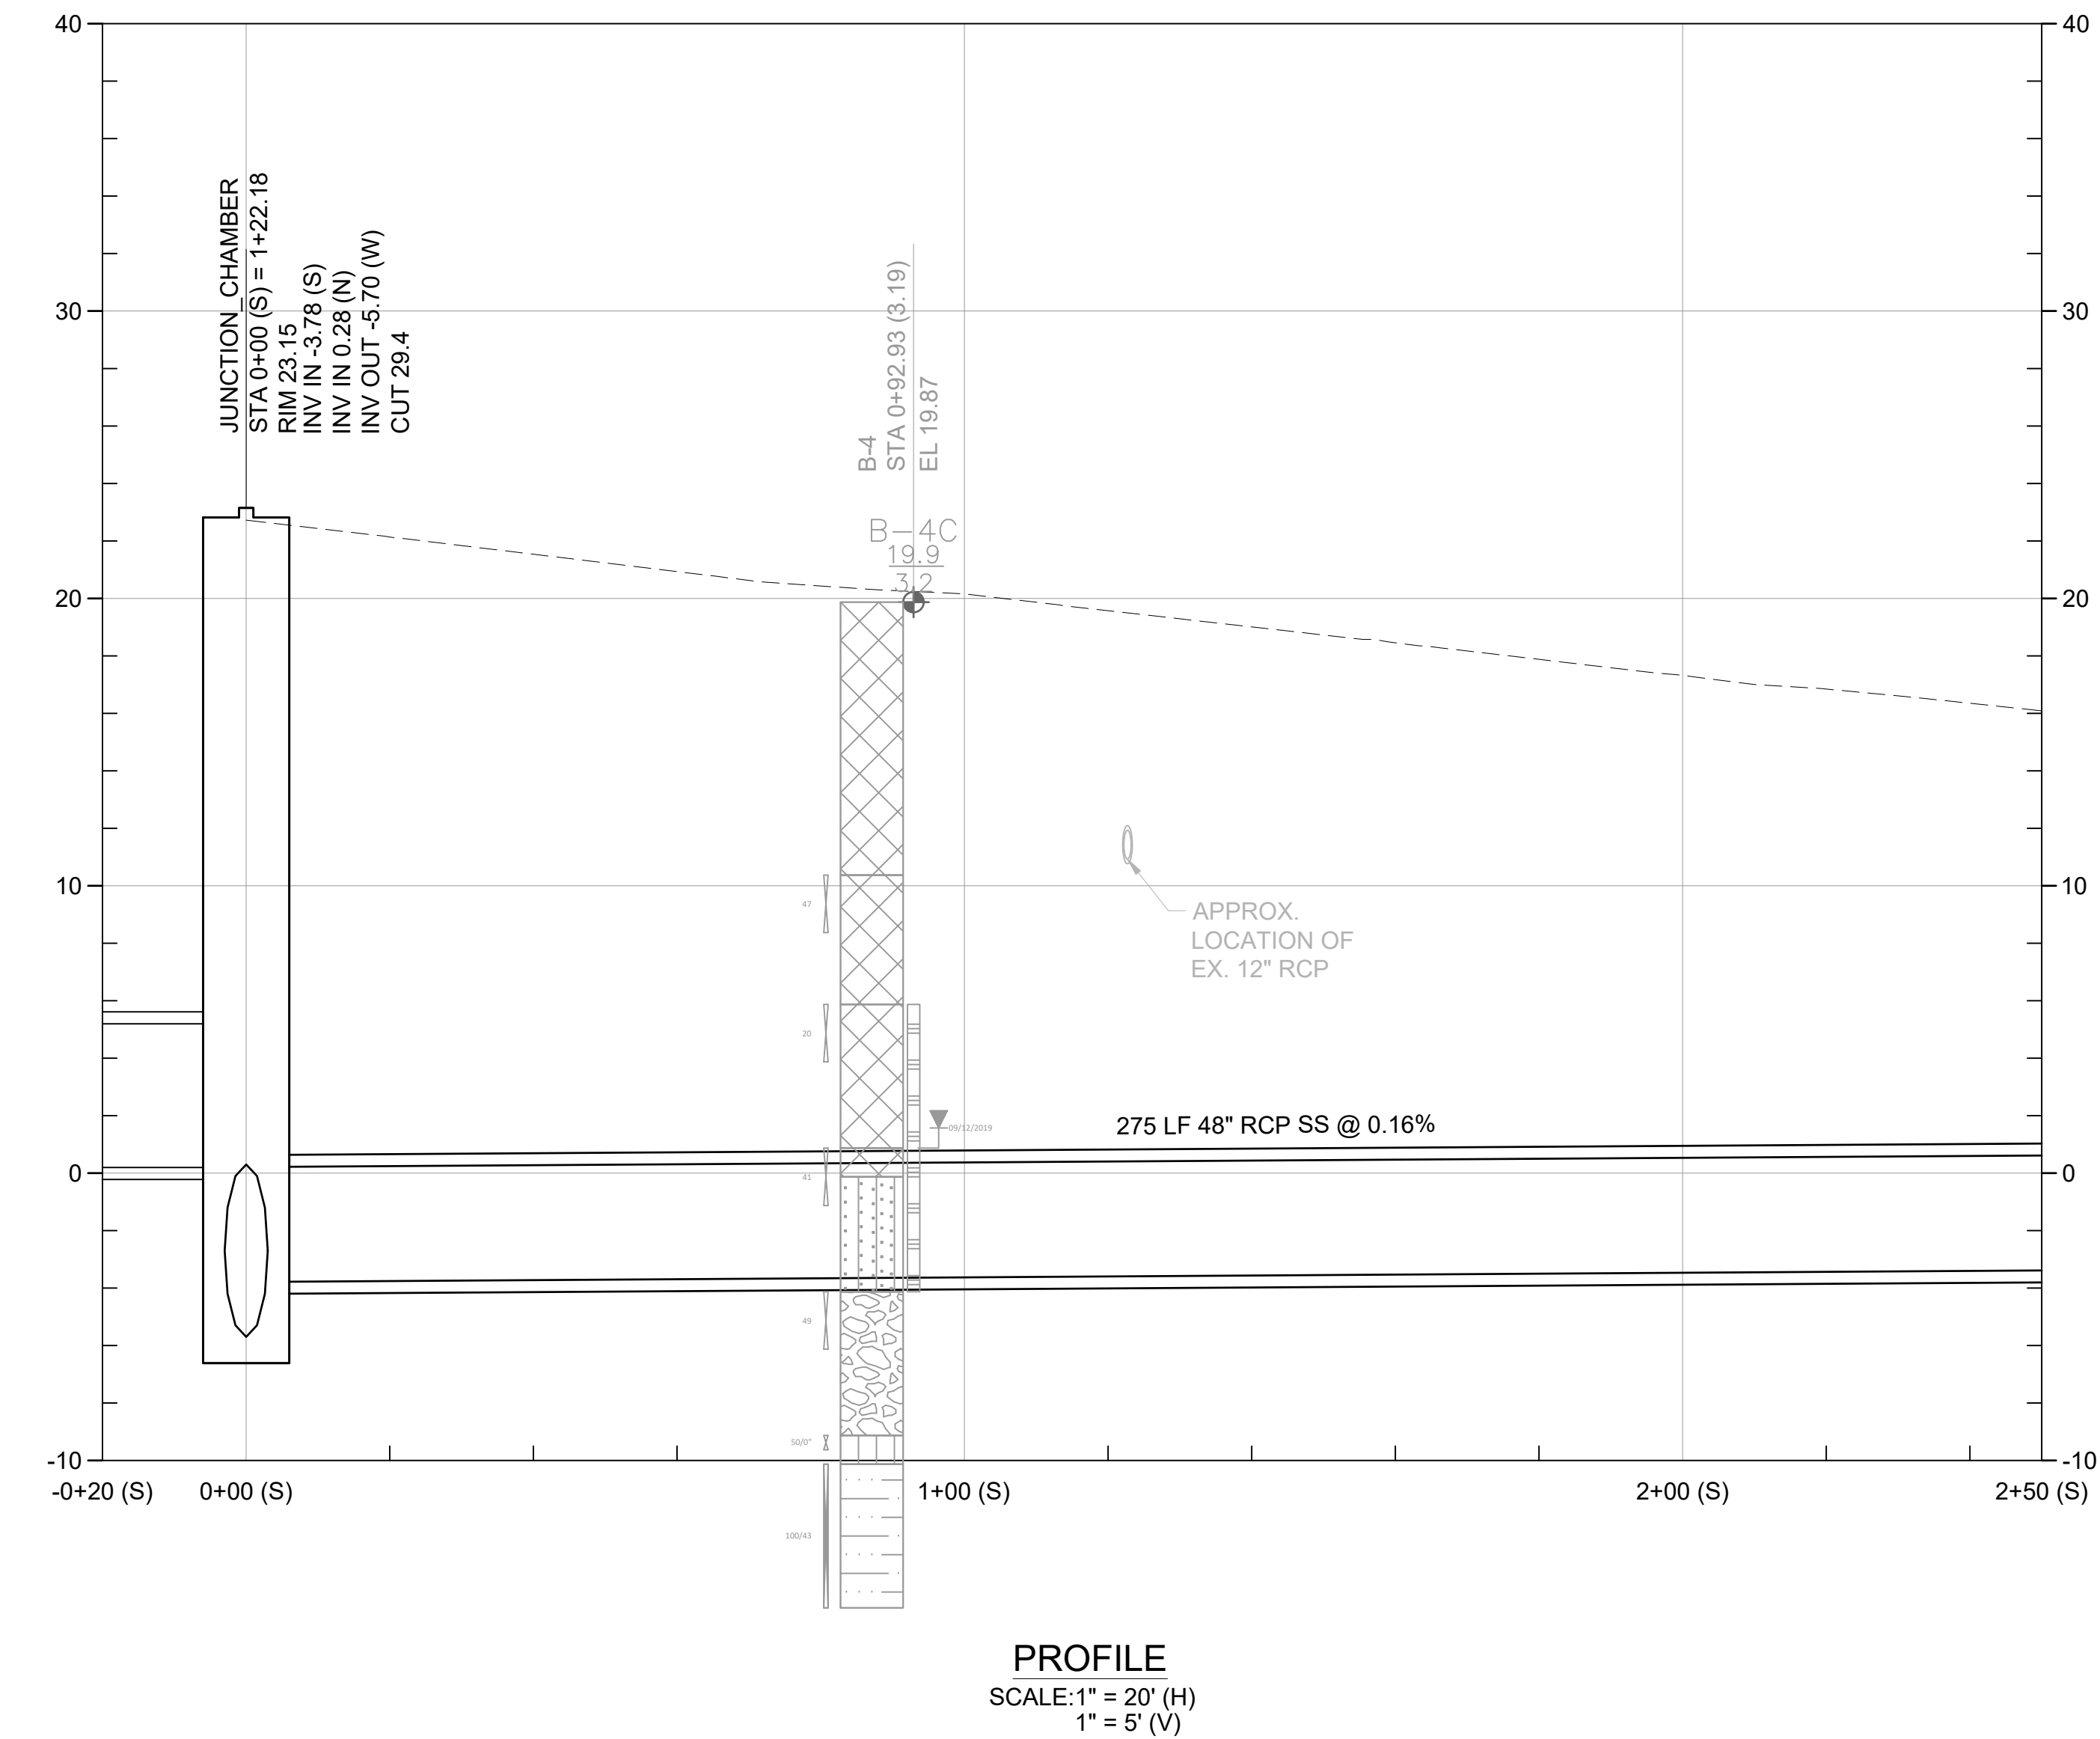 40
40
JUNCTION_CHAMBER
STA 0+00 (S) = 1+22.18
RIM 23.15
INV IN -3.78 (S)
INV IN 0.28 (N)
INV OUT -5.70 (W)
CUT 29.4
30
30
B-4
STA 0+92.93 (3.19)
EL 19.87
B-4C
19.9
3.2
20
20
10
10
47
APPROX.
LOCATION OF
EX. 12" RCP
20
09/12/2019
275 LF 48" RCP SS @ 0.16%
0
0
41
49
50/0"
-10
-10
-0+20 (S)
0+00 (S)
1+00 (S)
2+00 (S)
2+50 (S)
100/43
PROFILE
SCALE:1" = 20' (H)
1" = 5' (V)